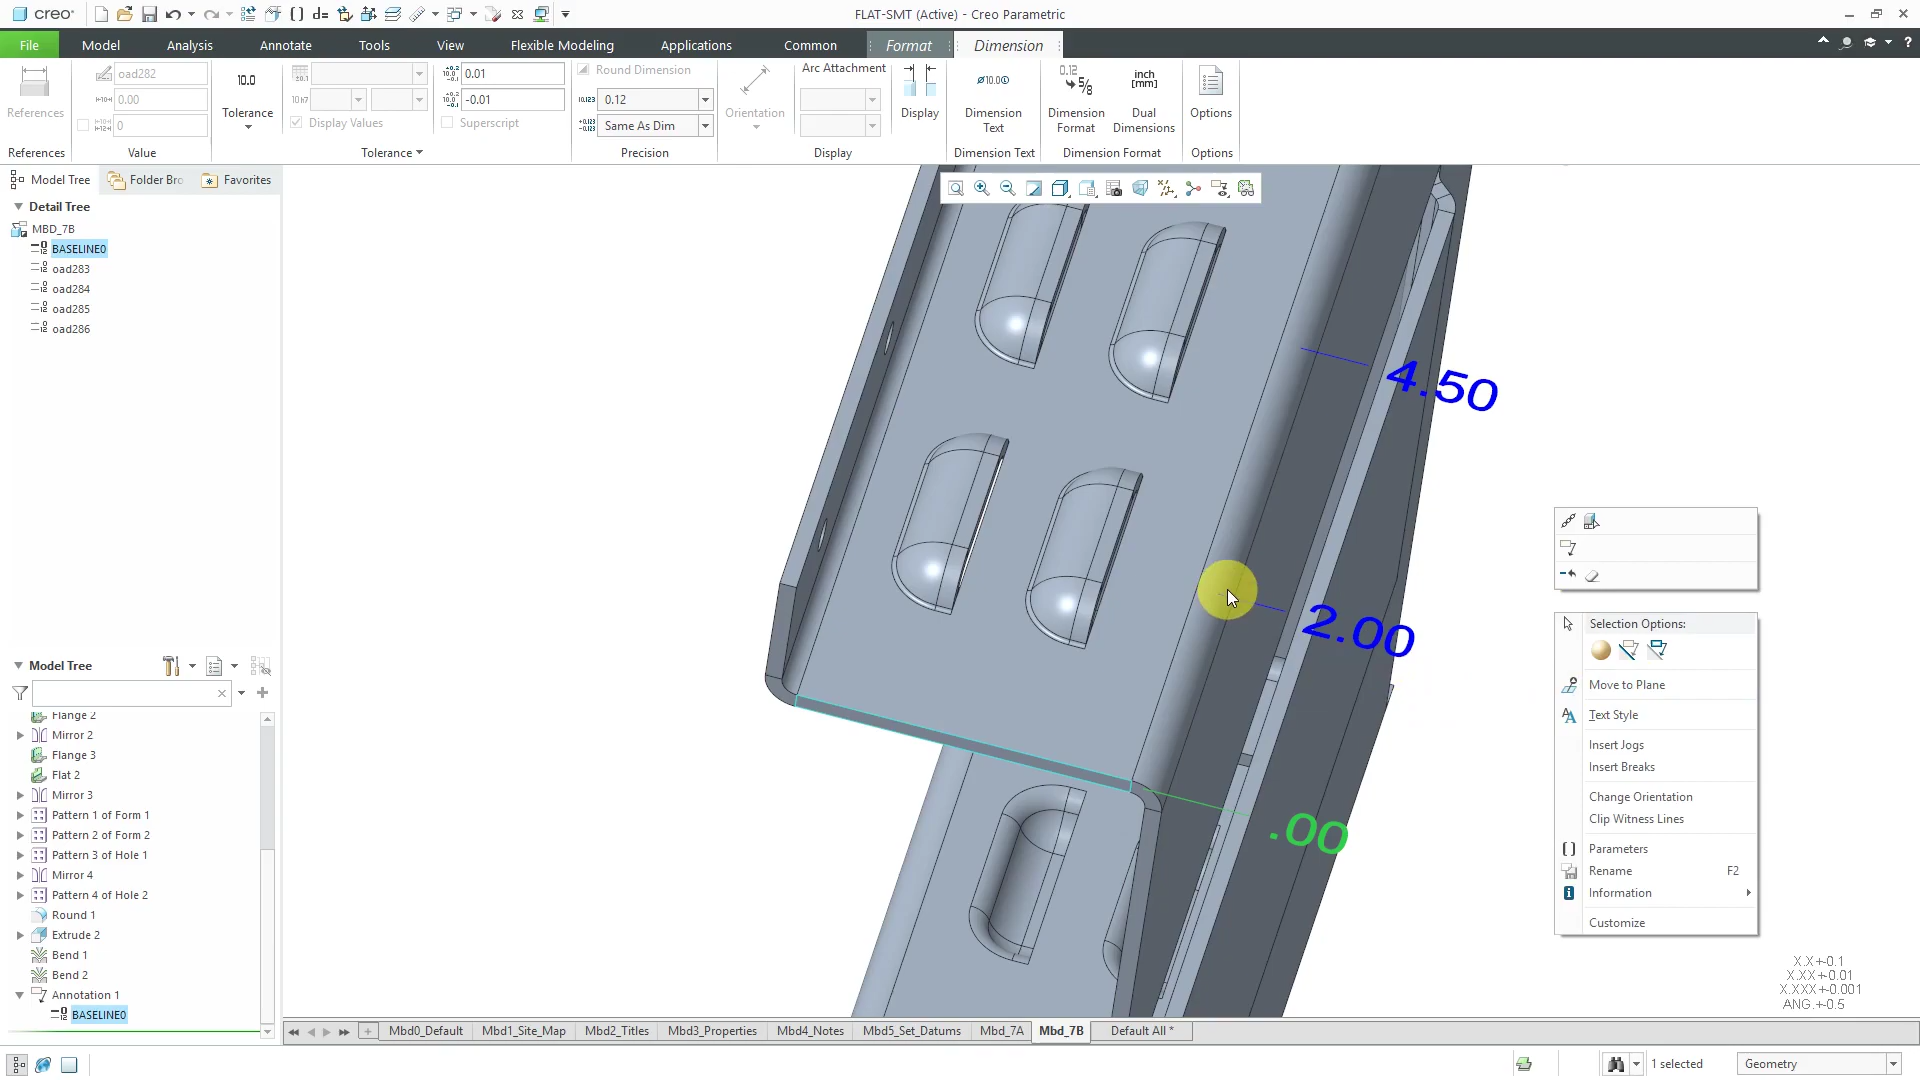 creo
d=
FLAT-SMT (Active) - Creo Parametric
File
Model
Analysis
Annotate
Tools
View
Flexible Modeling
Applications
Common
Format
Dimension
References
References
oad282
0.00
0
Value
10.0
Tolerance
Display Values
0.01
-0.01
Superscript
Tolerance
Round Dimension
0.12
Same As Dim
Precision
Orientation
Arc Attachment
Display
Display
Ø10.0
Dimension Text
Dimension Text
0.12
5/8
Dimension Format
inch
[mm]
Dual Dimensions
Dimension Format
Options
Options
Model Tree
Folder Bro
Favorites
Detail Tree
MBD_7B
BASELINE0
oad283
oad284
oad285
oad286
Model Tree
Flange 2
Mirror 2
Flange 3
Flat 2
Mirror 3
Pattern 1 of Form 1
Pattern 2 of Form 2
Pattern 3 of Hole 1
Mirror 4
Pattern 4 of Hole 2
Round 1
Extrude 2
Bend 1
Bend 2
Annotation 1
BASELINE0
4.50
2.00
.00
Selection Options:
Move to Plane
Text Style
Insert Jogs
Insert Breaks
Change Orientation
Clip Witness Lines
Parameters
Rename F2
Information
Customize
X.X+-0.1
X.XX+-0.01
X.XXX+-0.001
ANG.+-0.5
Mbd0_Default
Mbd1_Site_Map
Mbd2_Titles
Mbd3_Properties
Mbd4_Notes
Mbd5_Set_Datums
Mbd_7A
Mbd_7B
Default All *
1 selected
Geometry